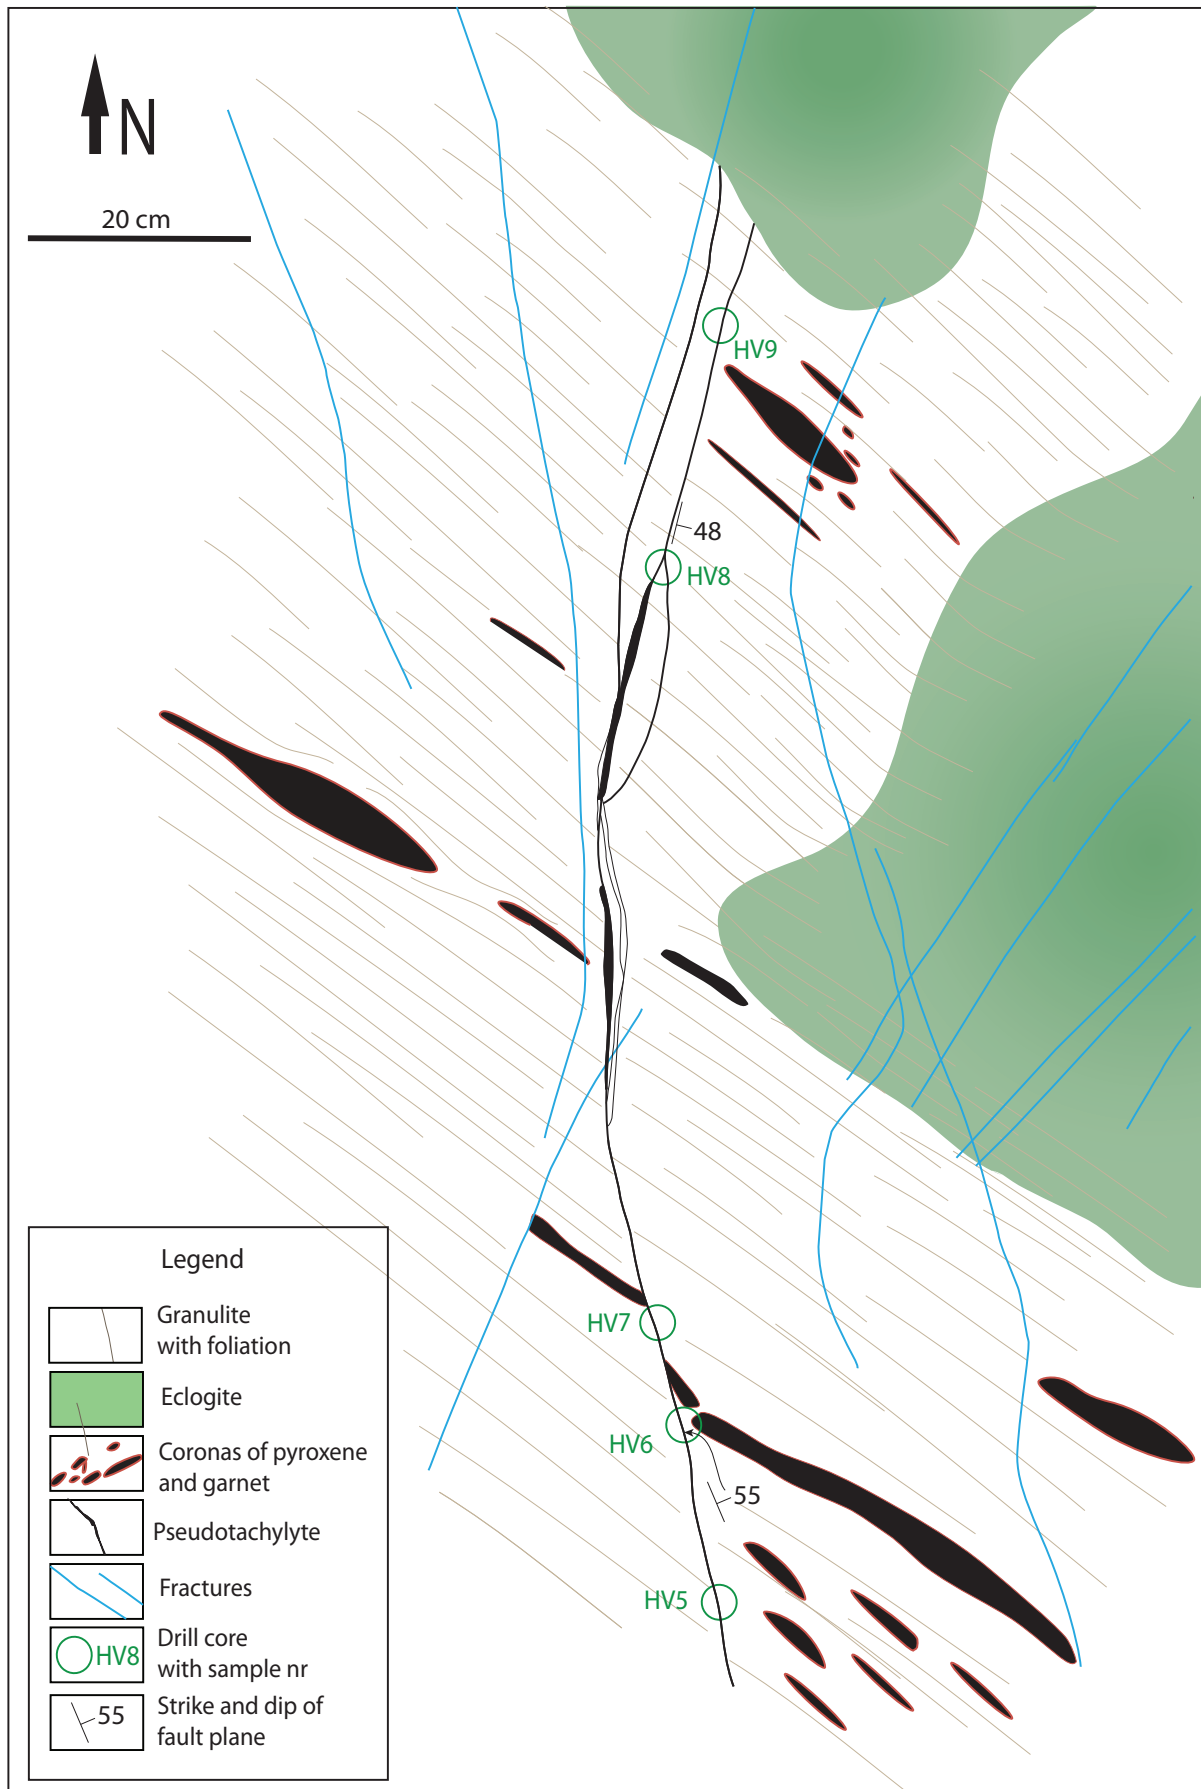 N
20 cm
HV9
48
HV8
HV7
HV6
55
HV5
Legend
Granulite
with foliation
Eclogite
Coronas of pyroxene
and garnet
Pseudotachylyte
Fractures
HV8
Drill core
with sample nr
55
Strike and dip of
fault plane